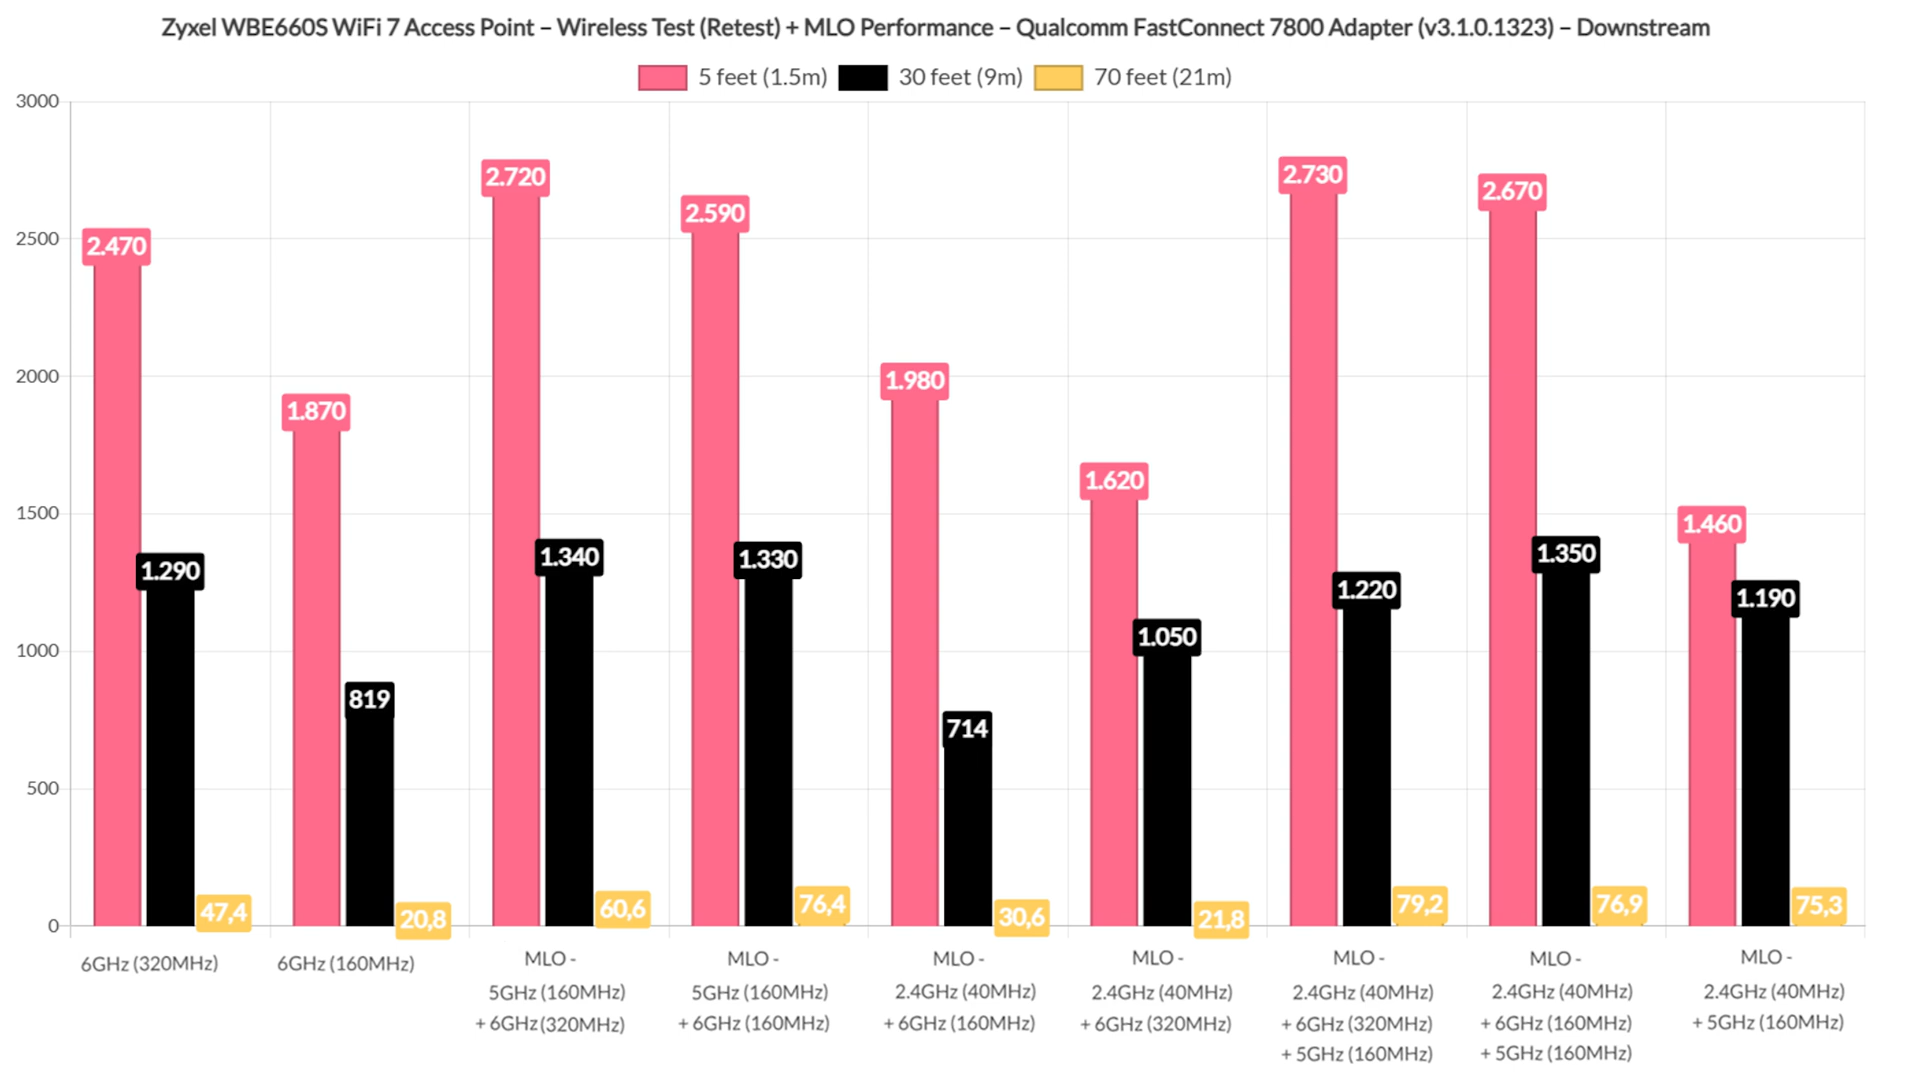 Zyxel WBE660S WiFi 7 Access Point – Wireless Test (Retest) + MLO Performance – Qualcomm FastConnect 7800 Adapter (v3.1.0.1323) – Downstream
5 feet (1.5m) 30 feet (9m) 70 feet (21m)
3000
2500
2000
1500
1000
500
0
2.470
1.290
47,4
1.870
819
20,8
2.720
1.340
60,6
2.590
1.330
76,4
1.980
714
30,6
1.620
1.050
21,8
2.730
1.220
79,2
2.670
1.350
76,9
1.460
1.190
75,3
6GHz (320MHz)
6GHz (160MHz)
MLO -
5GHz (160MHz)
+ 6GHz (320MHz)
MLO -
5GHz (160MHz)
+ 6GHz (160MHz)
MLO -
2.4GHz (40MHz)
+ 6GHz (160MHz)
MLO -
2.4GHz (40MHz)
+ 6GHz (320MHz)
MLO -
2.4GHz (40MHz)
+ 6GHz (320MHz)
+ 5GHz (160MHz)
MLO -
2.4GHz (40MHz)
+ 6GHz (160MHz)
+ 5GHz (160MHz)
MLO -
2.4GHz (40MHz)
+ 5GHz (160MHz)